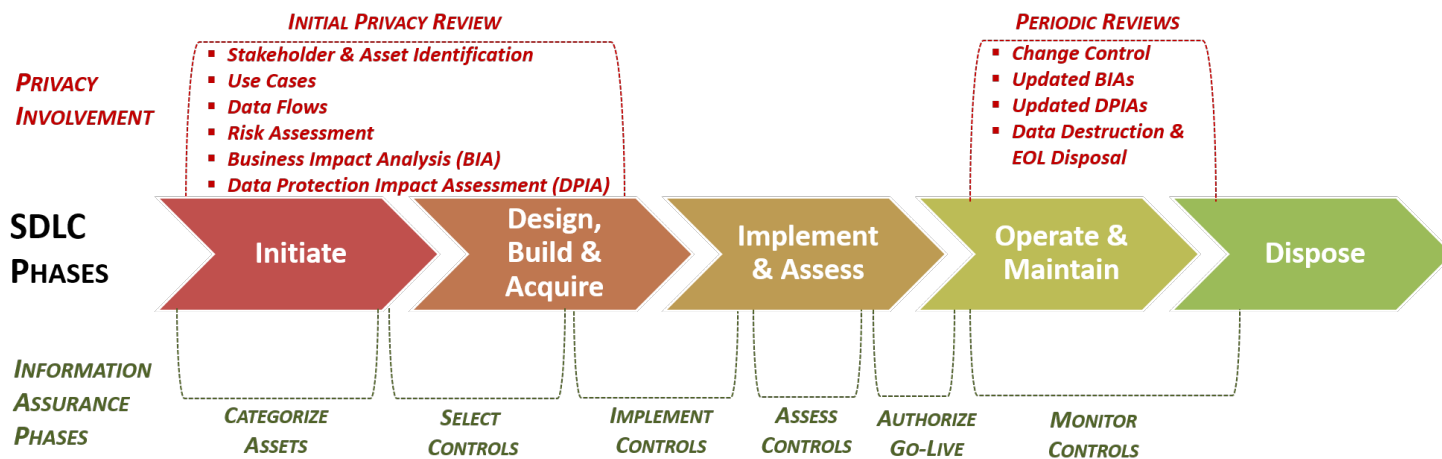 INITIAL PRIVACY REVIEW
▪ Stakeholder & Asset Identification
▪ Use Cases
▪ Data Flows
▪ Risk Assessment
▪ Business Impact Analysis (BIA)
▪ Data Protection Impact Assessment (DPIA)
PERIODIC REVIEWS
▪ Change Control
▪ Updated BIAs
▪ Updated DPIAs
▪ Data Destruction &
EOL Disposal
PRIVACY
INVOLVEMENT
SDLC
PHASES
Initiate
Design,
Build &
Acquire
Implement
& Assess
Operate &
Maintain
Dispose
INFORMATION
ASSURANCE
PHASES
CATEGORIZE
ASSETS
SELECT
CONTROLS
IMPLEMENT
CONTROLS
ASSESS
CONTROLS
AUTHORIZE
GO-LIVE
MONITOR
CONTROLS